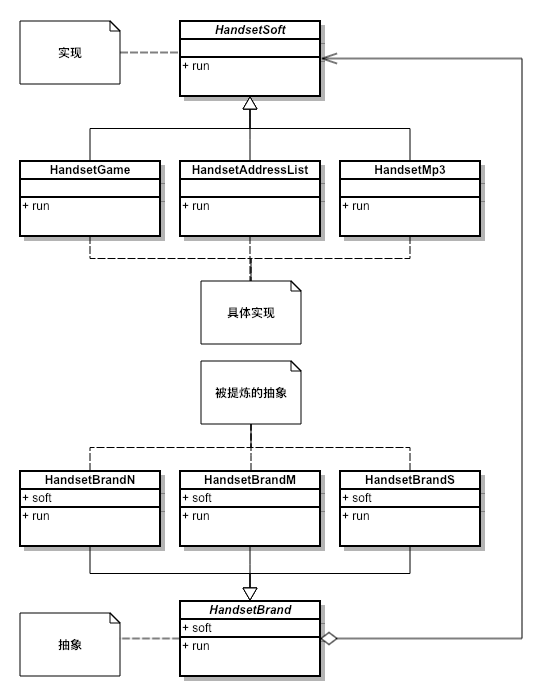 HandsetSoft
实现
+ run
HandsetGame
HandsetAddressList
HandsetMp3
+ run
+ run
+ run
具体实现
被提炼的抽象
HandsetBrandN
HandsetBrandM
HandsetBrandS
+ soft
+ soft
+ soft
+ run
+ run
+ run
HandsetBrand
+ soft
抽象
+ run